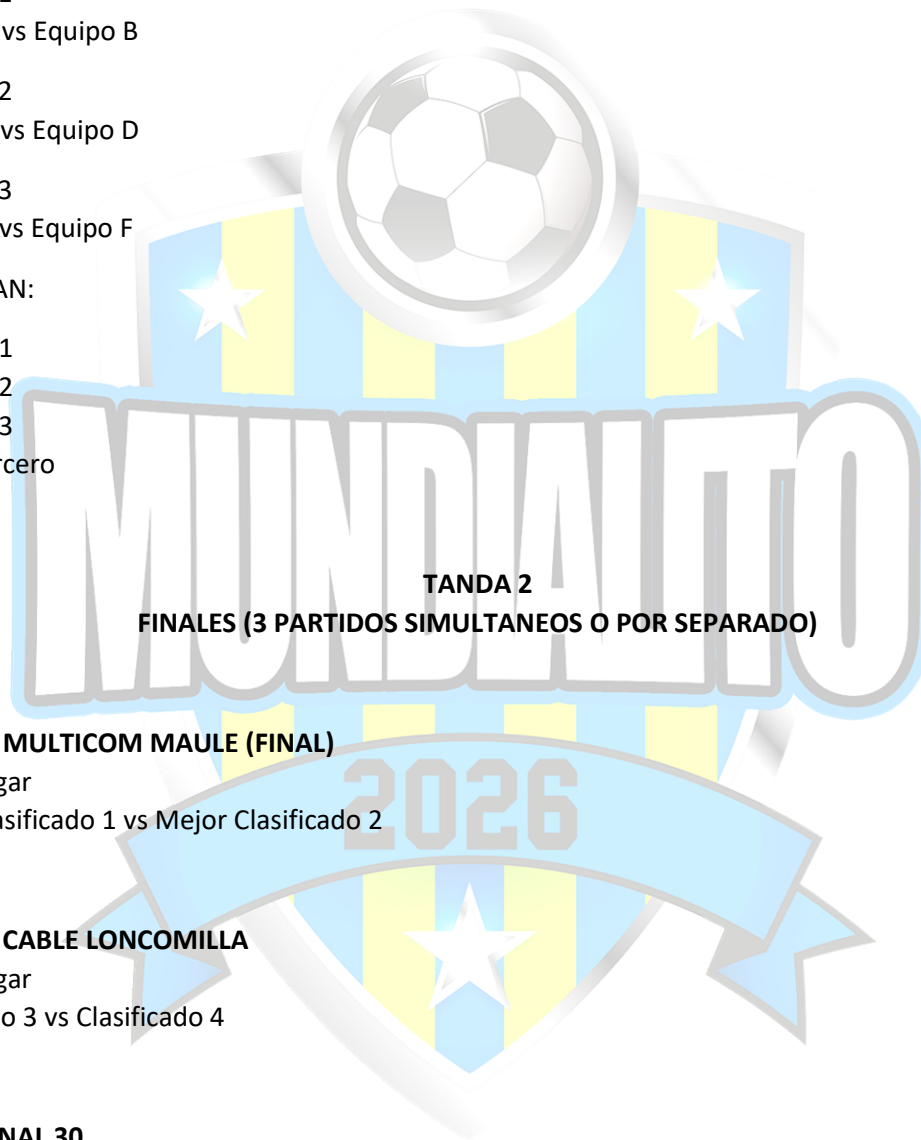 vs Equipo B
2
vs Equipo D
3
vs Equipo F
AN:
1
2
3
rcero
MUNDIALITO
TANDA 2
FINALES (3 PARTIDOS SIMULTANEOS O POR SEPARADO)
MULTICOM MAULE (FINAL)
gar
asificado 1 vs Mejor Clasificado 2
2026
CABLE LONCOMILLA
gar
o 3 vs Clasificado 4
NAL 30